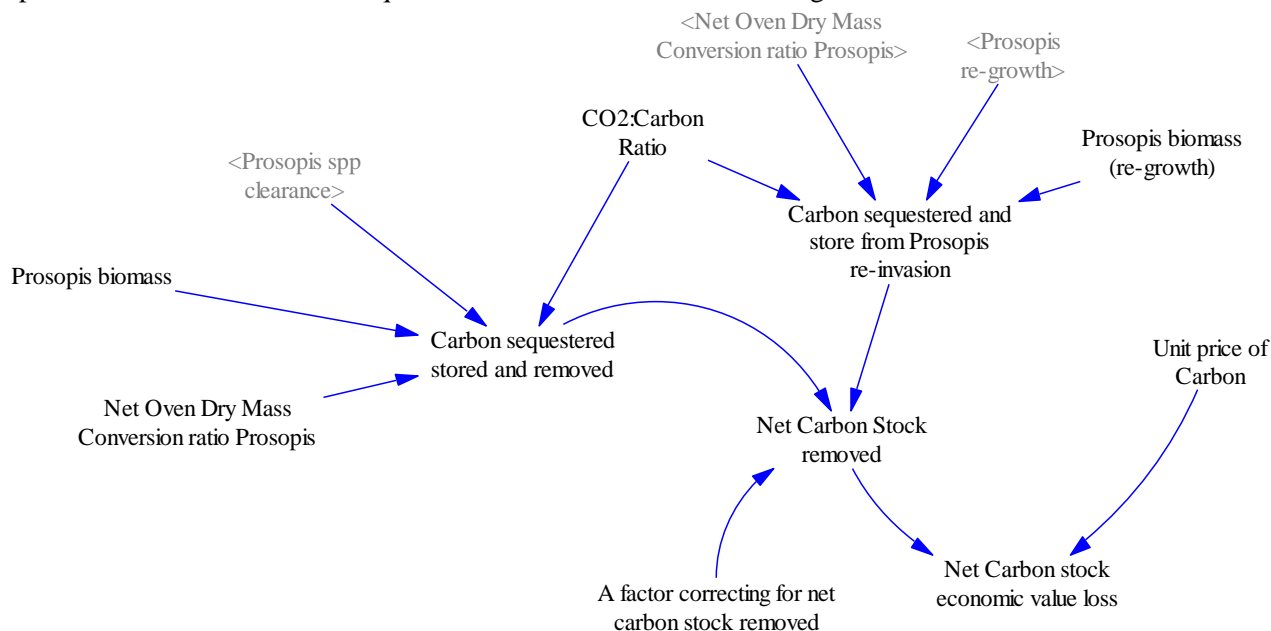 <Net Oven Dry Mass
Conversion ratio Prosopis>
<Prosopis
re-growth>
CO2:Carbon
Ratio
Prosopis biomass
(re-growth)
<Prosopis spp
clearance>
Carbon sequestered and
store from Prosopis
re-invasion
Prosopis biomass
Carbon sequestered
stored and removed
Unit price of
Carbon
Net Oven Dry Mass
Conversion ratio Prosopis
Net Carbon Stock
removed
Net Carbon stock
economic value loss
A factor correcting for net
carbon stock removed